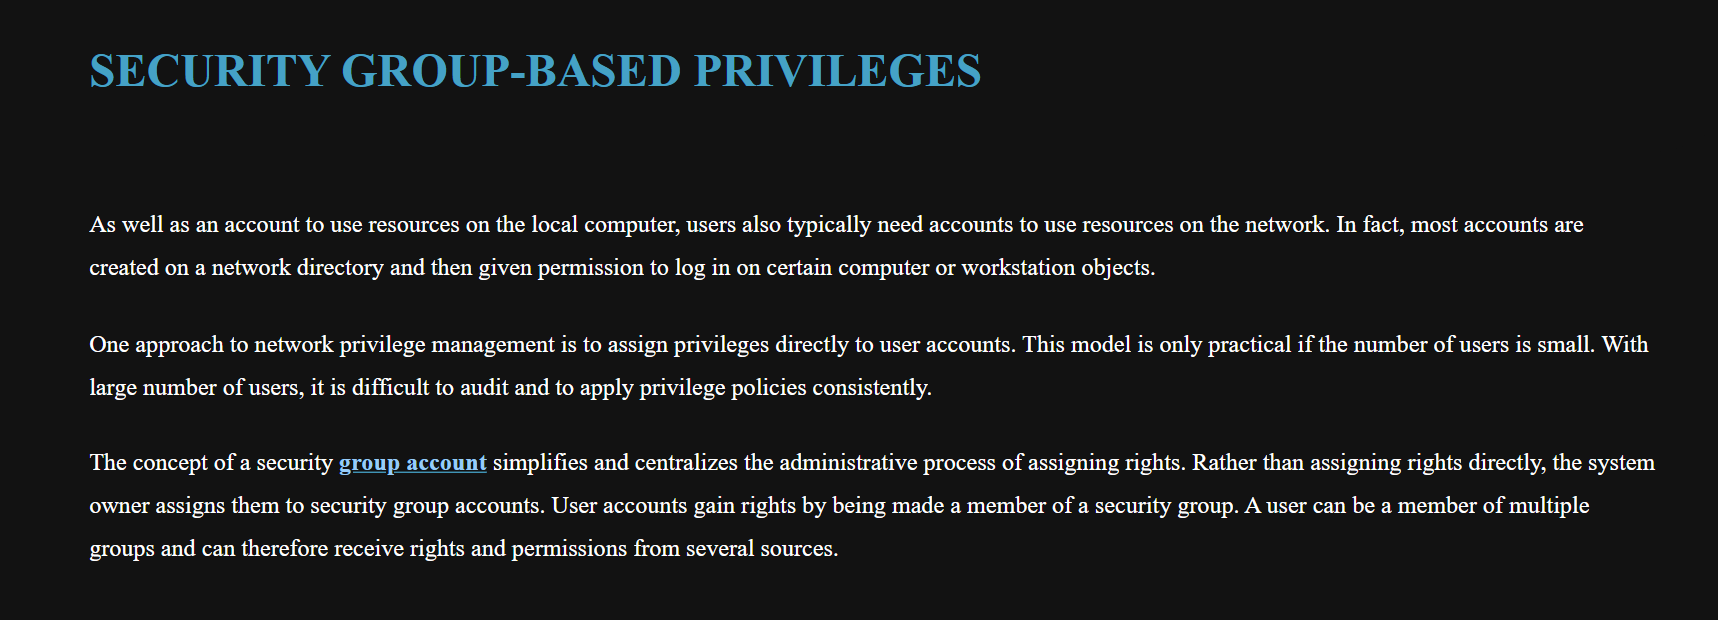 SECURITY GROUP-BASED PRIVILEGES
As well as an account to use resources on the local computer, users also typically need accounts to use resources on the network. In fact, most accounts are
created on a network directory and then given permission to log in on certain computer or workstation objects.
One approach to network privilege management is to assign privileges directly to user accounts. This model is only practical if the number of users is small. With
large number of users, it is difficult to audit and to apply privilege policies consistently.
The concept of a security group account simplifies and centralizes the administrative process of assigning rights. Rather than assigning rights directly, the system
owner assigns them to security group accounts. User accounts gain rights by being made a member of a security group. A user can be a member of multiple
groups and can therefore receive rights and permissions from several sources.